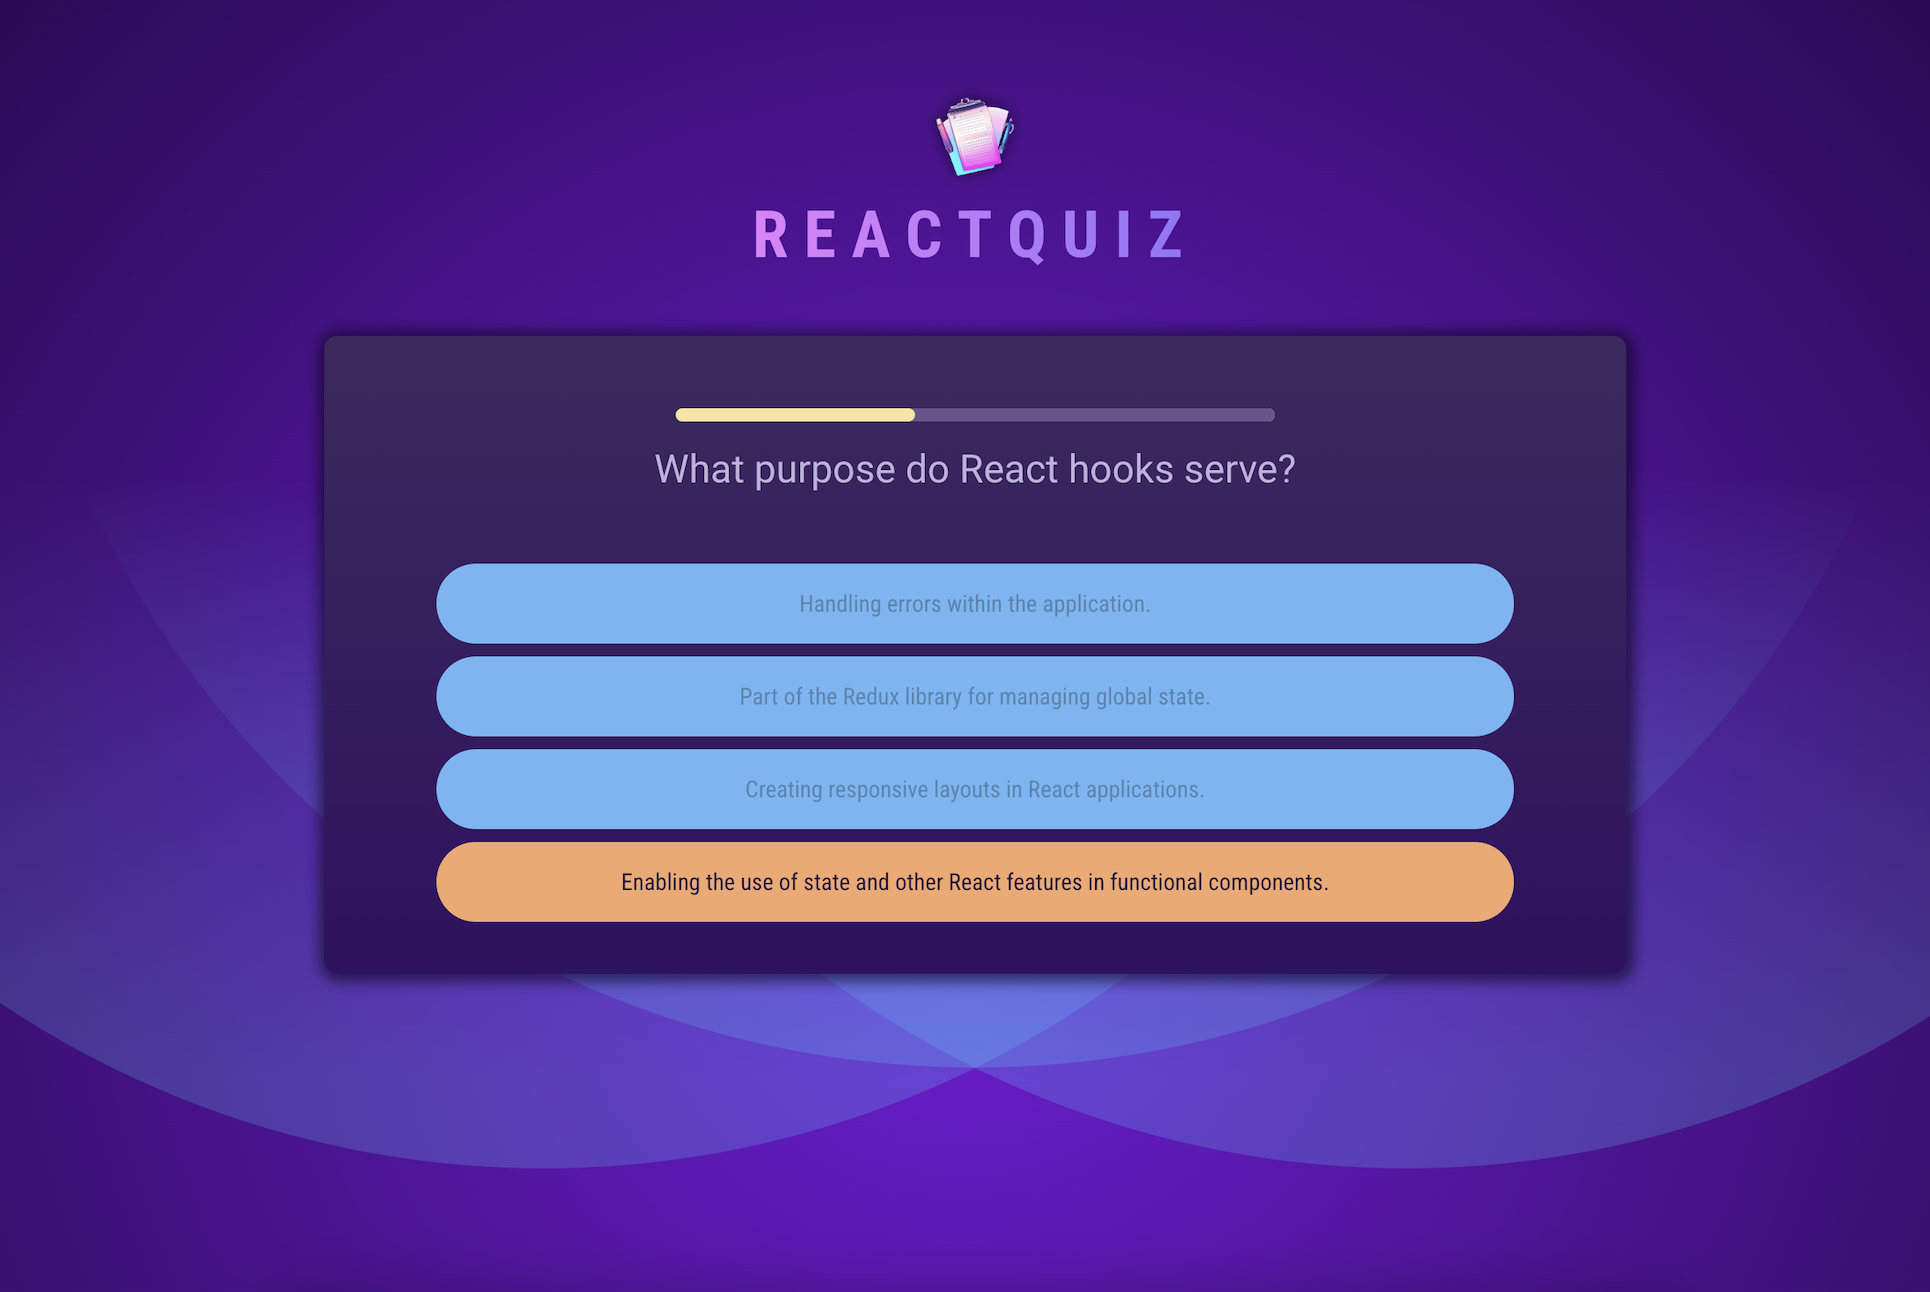 REACTQUIZ
What purpose do React hooks serve?
Handling errors within the application.
Part of the Redux library for managing global state.
Creating responsive layouts in React applications.
Enabling the use of state and other React features in functional components.